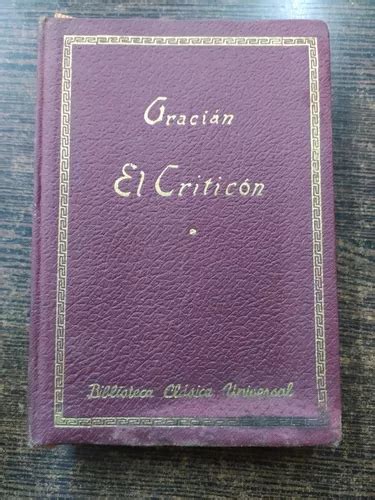 Gracián
El Criticón
Biblioteca Clásica Universal